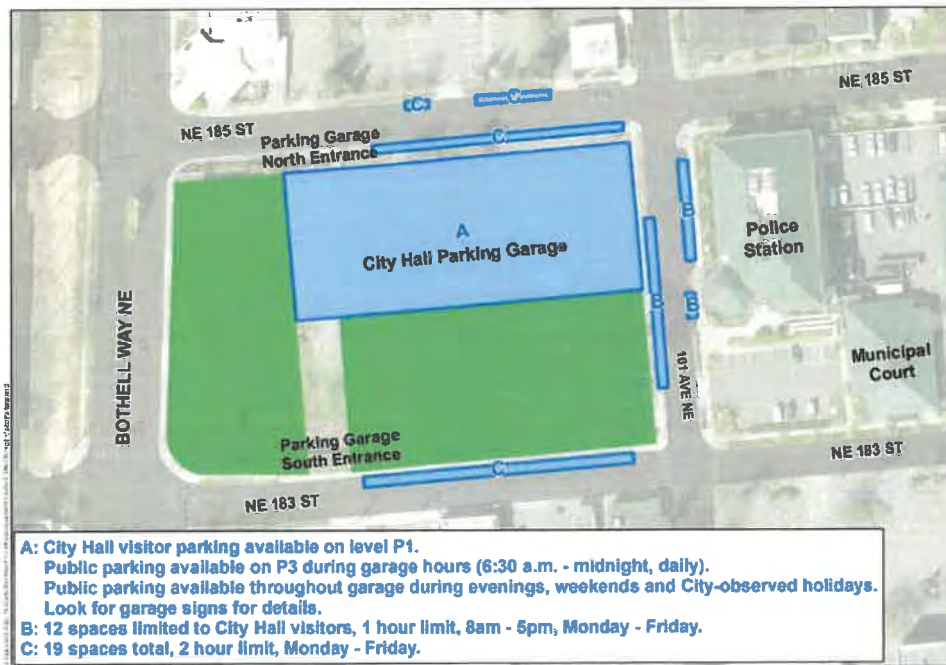 NE 185 ST
C
NE 185 ST
Parking Garage
North Entrance
C
A
City Hall Parking Garage
B
B
B
Police
Station
BOTHELL WAY NE
101 AVE NE
Municipal
Court
Parking Garage
South Entrance
C
NE 183 ST
NE 183 ST
A: City Hall visitor parking available on level P1.
Public parking available on P3 during garage hours (6:30 a.m. - midnight, daily).
Public parking available throughout garage during evenings, weekends and City-observed holidays.
Look for garage signs for details.
B: 12 spaces limited to City Hall visitors, 1 hour limit, 8am - 5pm, Monday - Friday.
C: 19 spaces total, 2 hour limit, Monday - Friday.